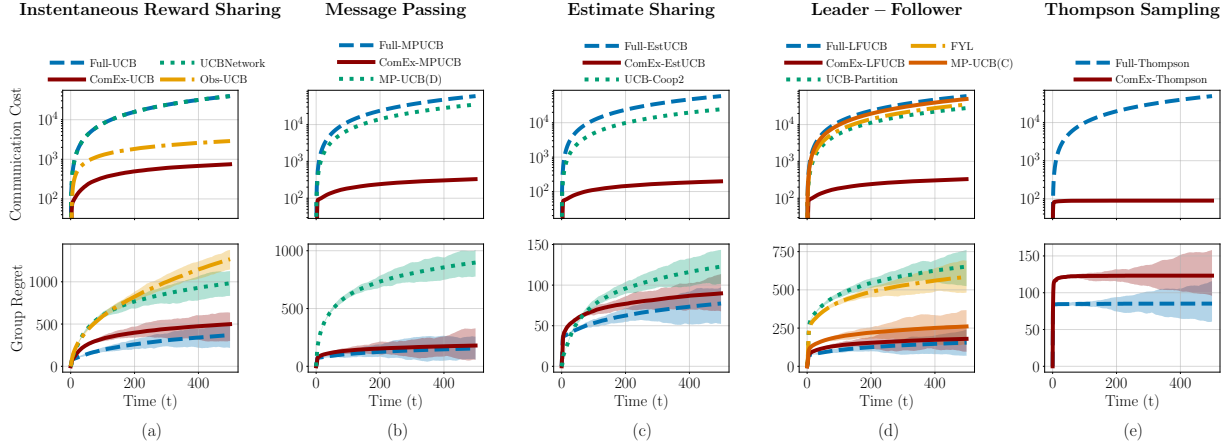 Instantaneous Reward Sharing
Message Passing
Estimate Sharing
Leader – Follower
Thompson Sampling
Full-UCB
ComEx-UCB
UCBNetwork
Obs-UCB
Full-MPUCB
ComEx-MPUCB
MP-UCB(D)
Full-EstUCB
ComEx-EstUCB
UCB-Coop2
Full-LFUCB
ComEx-LFUCB
UCB-Partition
FYL
MP-UCB(C)
Full-Thompson
ComEx-Thompson
Communication Cost
10^4
10^3
10^2
10^4
10^3
10^2
10^4
10^3
10^2
10^4
10^3
10^2
10^4
10^3
10^2
Group Regret
1000
500
0
1000
500
0
150
100
50
0
750
500
250
0
150
100
50
0
0 200 400
0 200 400
0 200 400
0 200 400
0 200 400
Time (t)
Time (t)
Time (t)
Time (t)
Time (t)
(a)
(b)
(c)
(d)
(e)